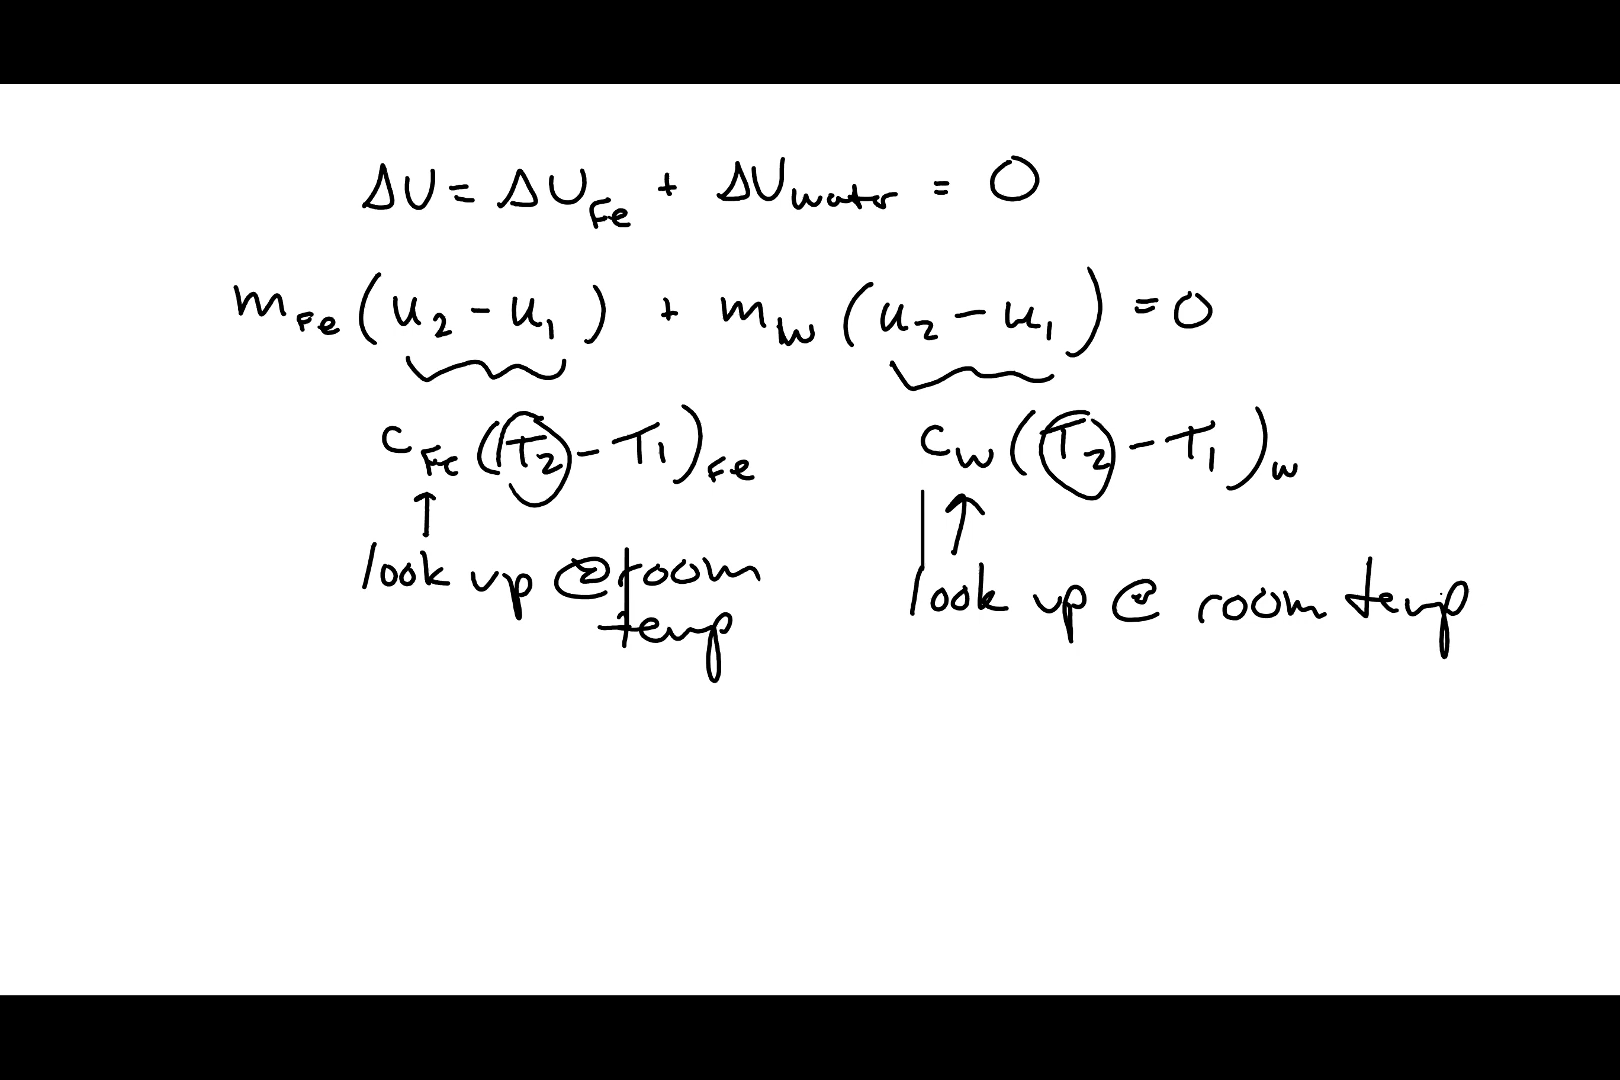 ΔU = ΔU_Fe + ΔU_water = 0
m_Fe (u_2 - u_1) + m_w (u_2 - u_1) = 0
c_Fe (T_2 - T_1)_Fe c_w (T_2 - T_1)_w
look up @ room temp
look up @ room temp